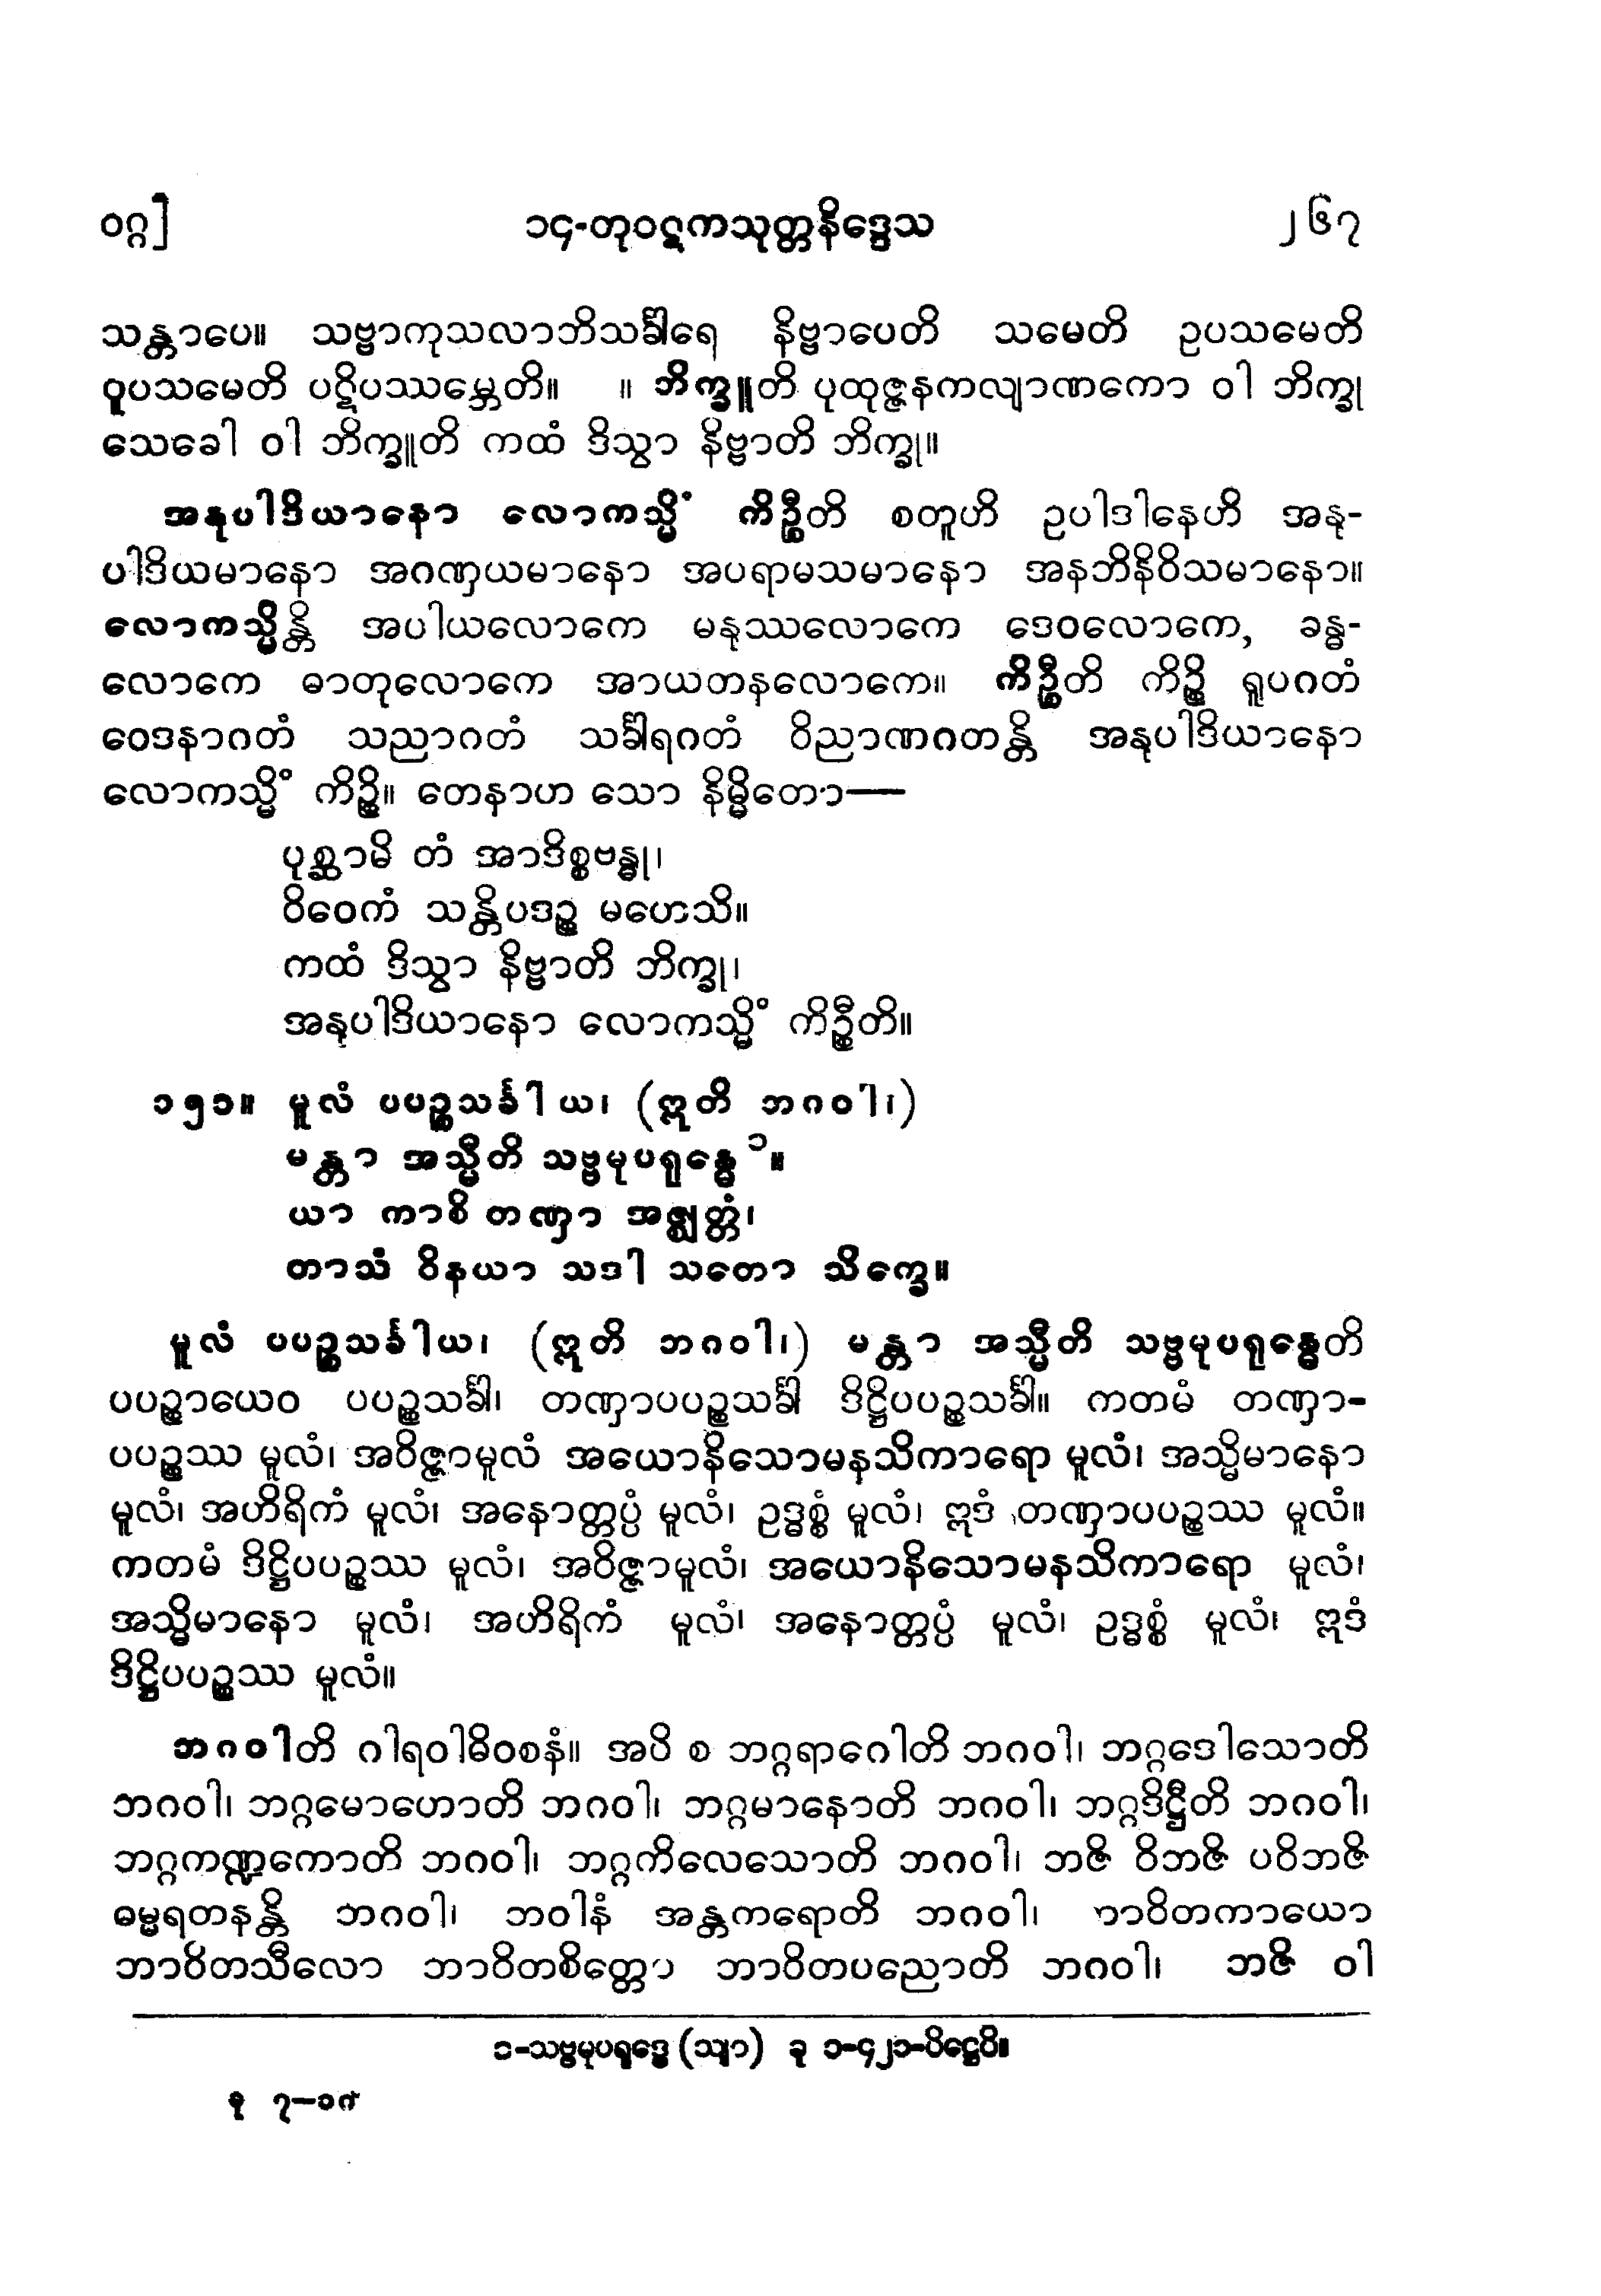 ဝဂ္ဂ]
၁၄-တုဝဋကသုတ္တနိဒ္ဒေသ
၂၆၇
သန္တာပေ။ သဗ္ဗာကုသလာဘိသင်္ခါရေ နိဗ္ဗာပေတိ သမေတိ ဥပသမေတိ
ဝူပသမေတိ ပဋိပဿမ္ဘေတိ။ ။ ဘိက္ခူတိ ပုထုဇ္ဇနကလျာဏကော ဝါ ဘိက္ခု
သေခေါ ဝါ ဘိက္ခူတိ ကထံ ဒိသွာ နိဗ္ဗာတိ ဘိက္ခု။
အနုပါဒိယာနော လောကသ္မိံ ကိဉ္စီတိ စတူဟိ ဥပါဒါနေဟိ အနု-
ပါဒိယမာနော အဂဏှယမာနော အပရာမသမာနော အနဘိနိဝိသမာနော။
လောကသ္မိန္တိ အပါယလောကေ မနုဿလောကေ ဒေဝလောကေ, ခန္ဓ-
လောကေ ဓာတုလောကေ အာယတနလောကေ။ ကိဉ္စီတိ ကိဉ္စိ ရူပဂတံ
ဝေဒနာဂတံ သညာဂတံ သင်္ခါရဂတံ ဝိညာဏဂတန္တိ အနုပါဒိယာနော
လောကသ္မိံ ကိဉ္စိ။ တေနာဟ သော နိမ္မိတော—
ပုစ္ဆာမိ တံ အာဒိစ္စဗန္ဓု၊
ဝိဝေကံ သန္တိပဒဉ္စ မဟေသိ။
ကထံ ဒိသွာ နိဗ္ဗာတိ ဘိက္ခု၊
အနုပါဒိယာနော လောကသ္မိံ ကိဉ္စီတိ။
၁၅၁။ မူလံ ပပဉ္စသင်္ခါယ၊ (ဣတိ ဘဂဝါ၊)
မန္တာ အသ္မီတိ သဗ္ဗမုပရုန္ဓေ ၁။
ယာ ကာစိ တဏှာ အဇ္ဈတ္တံ၊
တာသံ ဝိနယာ သဒါ သတော သိက္ခေ။
မူလံ ပပဉ္စသင်္ခါယ၊ (ဣတိ ဘဂဝါ၊) မန္တာ အသ္မီတိ သဗ္ဗမုပရုန္ဓေတိ
ပပဉ္စာယေဝ ပပဉ္စသင်္ခါ၊ တဏှာပပဉ္စသင်္ခါ ဒိဋ္ဌိပပဉ္စသင်္ခါ။ ကတမံ တဏှာ-
ပပဉ္စဿ မူလံ၊ အဝိဇ္ဇာမူလံ အယောနိသောမနသိကာရော မူလံ၊ အသ္မိမာနော
မူလံ၊ အဟိရိကံ မူလံ၊ အနောတ္တပ္ပံ မူလံ၊ ဥဒ္ဓစ္စံ မူလံ၊ ဣဒံ တဏှာပပဉ္စဿ မူလံ။
ကတမံ ဒိဋ္ဌိပပဉ္စဿ မူလံ၊ အဝိဇ္ဇာမူလံ၊ အယောနိသောမနသိကာရော မူလံ၊
အသ္မိမာနော မူလံ၊ အဟိရိကံ မူလံ၊ အနောတ္တပ္ပံ မူလံ၊ ဥဒ္ဓစ္စံ မူလံ၊ ဣဒံ
ဒိဋ္ဌိပပဉ္စဿ မူလံ။
ဘဂဝါတိ ဂါရဝါဓိဝစနံ။ အပိ စ ဘဂ္ဂရာဂေါတိ ဘဂဝါ၊ ဘဂ္ဂဒေါသောတိ
ဘဂဝါ၊ ဘဂ္ဂမောဟောတိ ဘဂဝါ၊ ဘဂ္ဂမာနောတိ ဘဂဝါ၊ ဘဂ္ဂဒိဋ္ဌီတိ ဘဂဝါ၊
ဘဂ္ဂကဏ္ဍကောတိ ဘဂဝါ၊ ဘဂ္ဂကိလေသောတိ ဘဂဝါ၊ ဘဇိ ဝိဘဇိ ပဝိဘဇိ
ဓမ္မရတနန္တိ ဘဂဝါ၊ ဘဝါနံ အန္တကရောတိ ဘဂဝါ၊ ဘာဝိတကာယော
ဘာဝိတသီလော ဘာဝိတစိတ္တော ဘာဝိတပညောတိ ဘဂဝါ၊ ဘဇိ ဝါ
၁-သဗ္ဗမုပရုဒ္ဓေ (သျာ) ခု ၁-၄၂၁-ပိဋ္ဌေပိ။
ခု ၇-၁၈